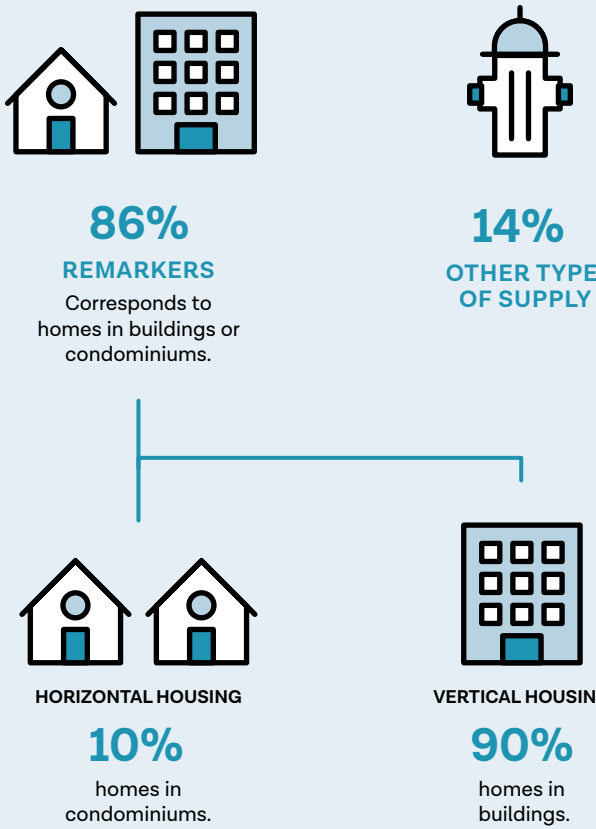 86%
REMARKERS
Corresponds to
homes in buildings or
condominiums.
14%
OTHER TYPE
OF SUPPLY
HORIZONTAL HOUSING
10%
homes in
condominiums.
VERTICAL HOUSIN
90%
homes in
buildings.